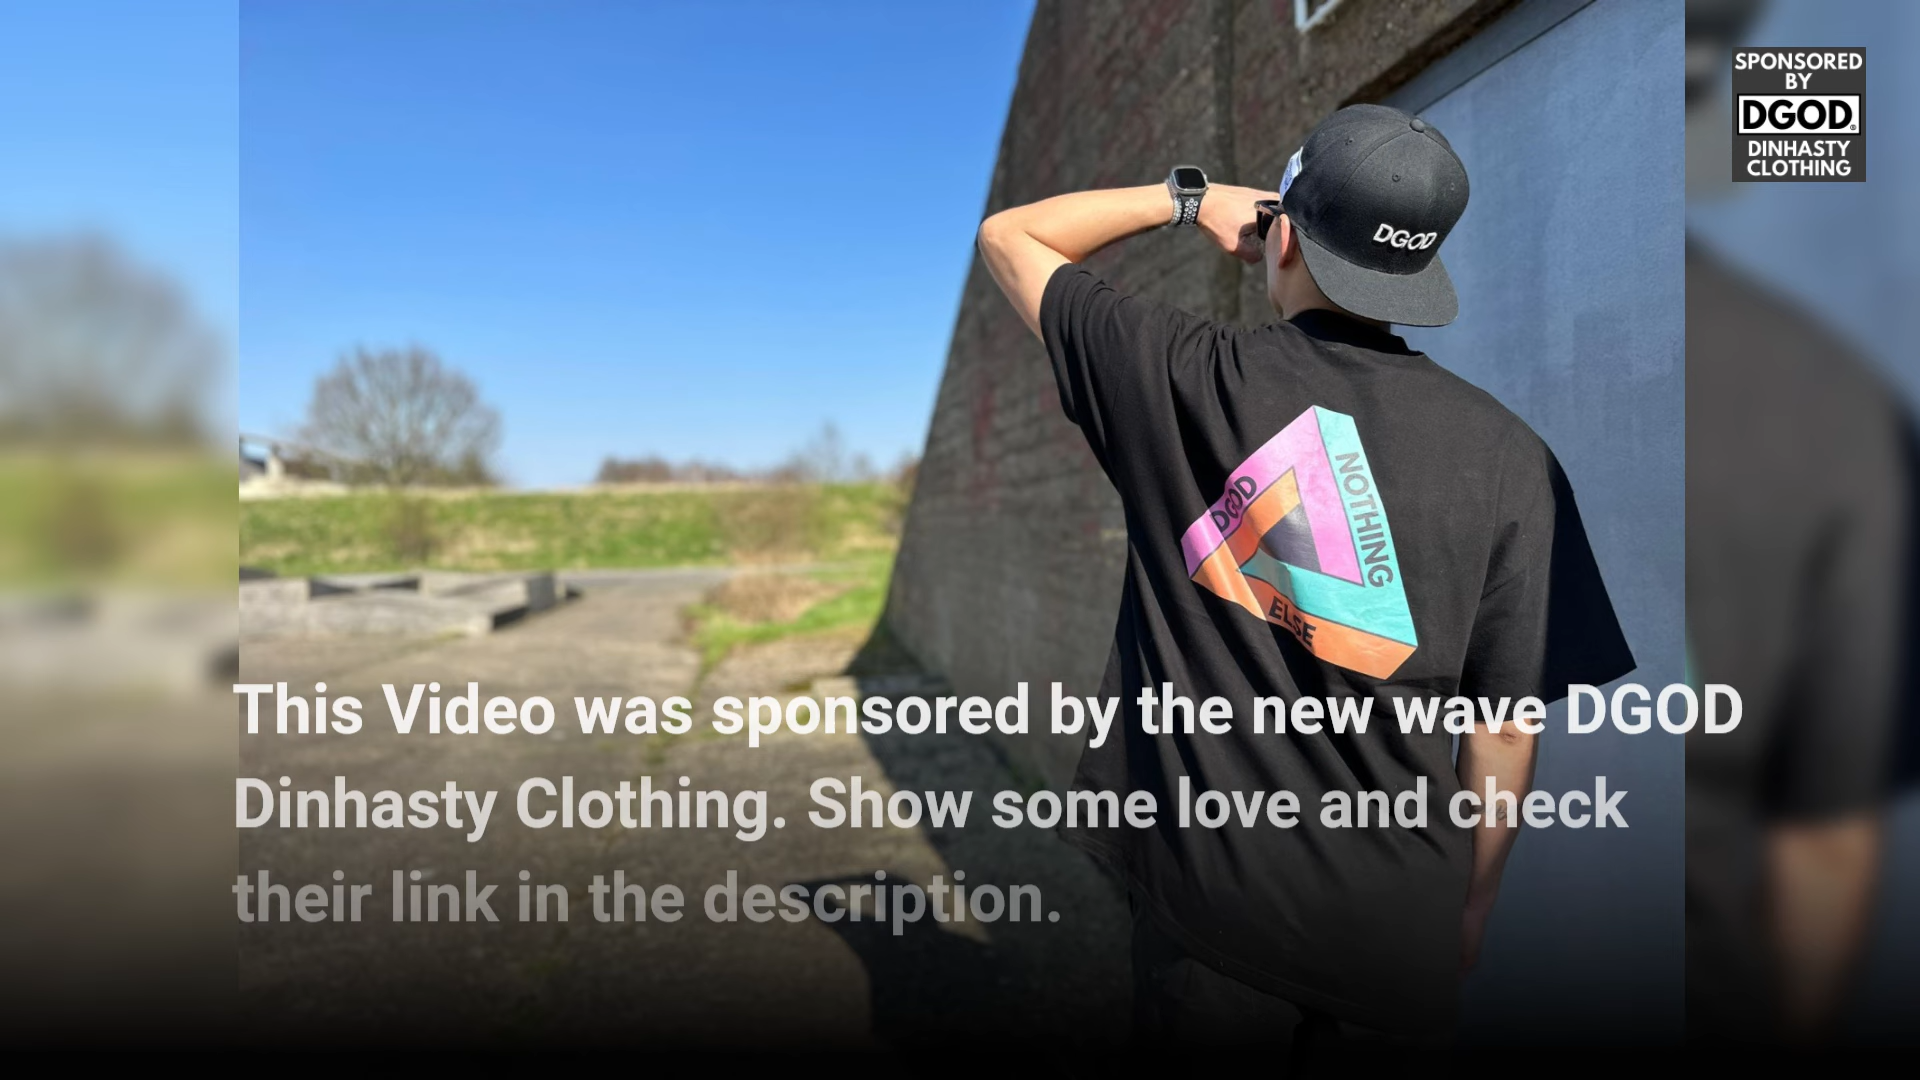 SPONSORED
BY
DGOD®
DINHASTY
CLOTHING
DGOD
DGOD
NOTHING
ELSE
This Video was sponsored by the new wave DGOD
Dinhasty Clothing. Show some love and check
their link in the description.